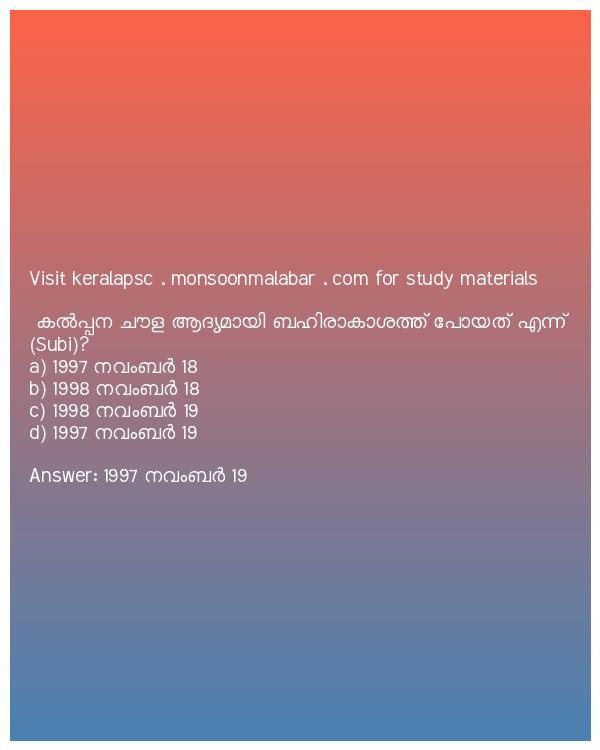 Visit keralapsc . monsoonmalabar . com for study materials
കൽപ്പന ചൗള ആദ്യമായി ബഹിരാകാശത്ത് പോയത് എന്ന്
(Subi)?
a) 1997 നവംബർ 18
b) 1998 നവംബർ 18
c) 1998 നവംബർ 19
d) 1997 നവംബർ 19
Answer: 1997 നവംബർ 19